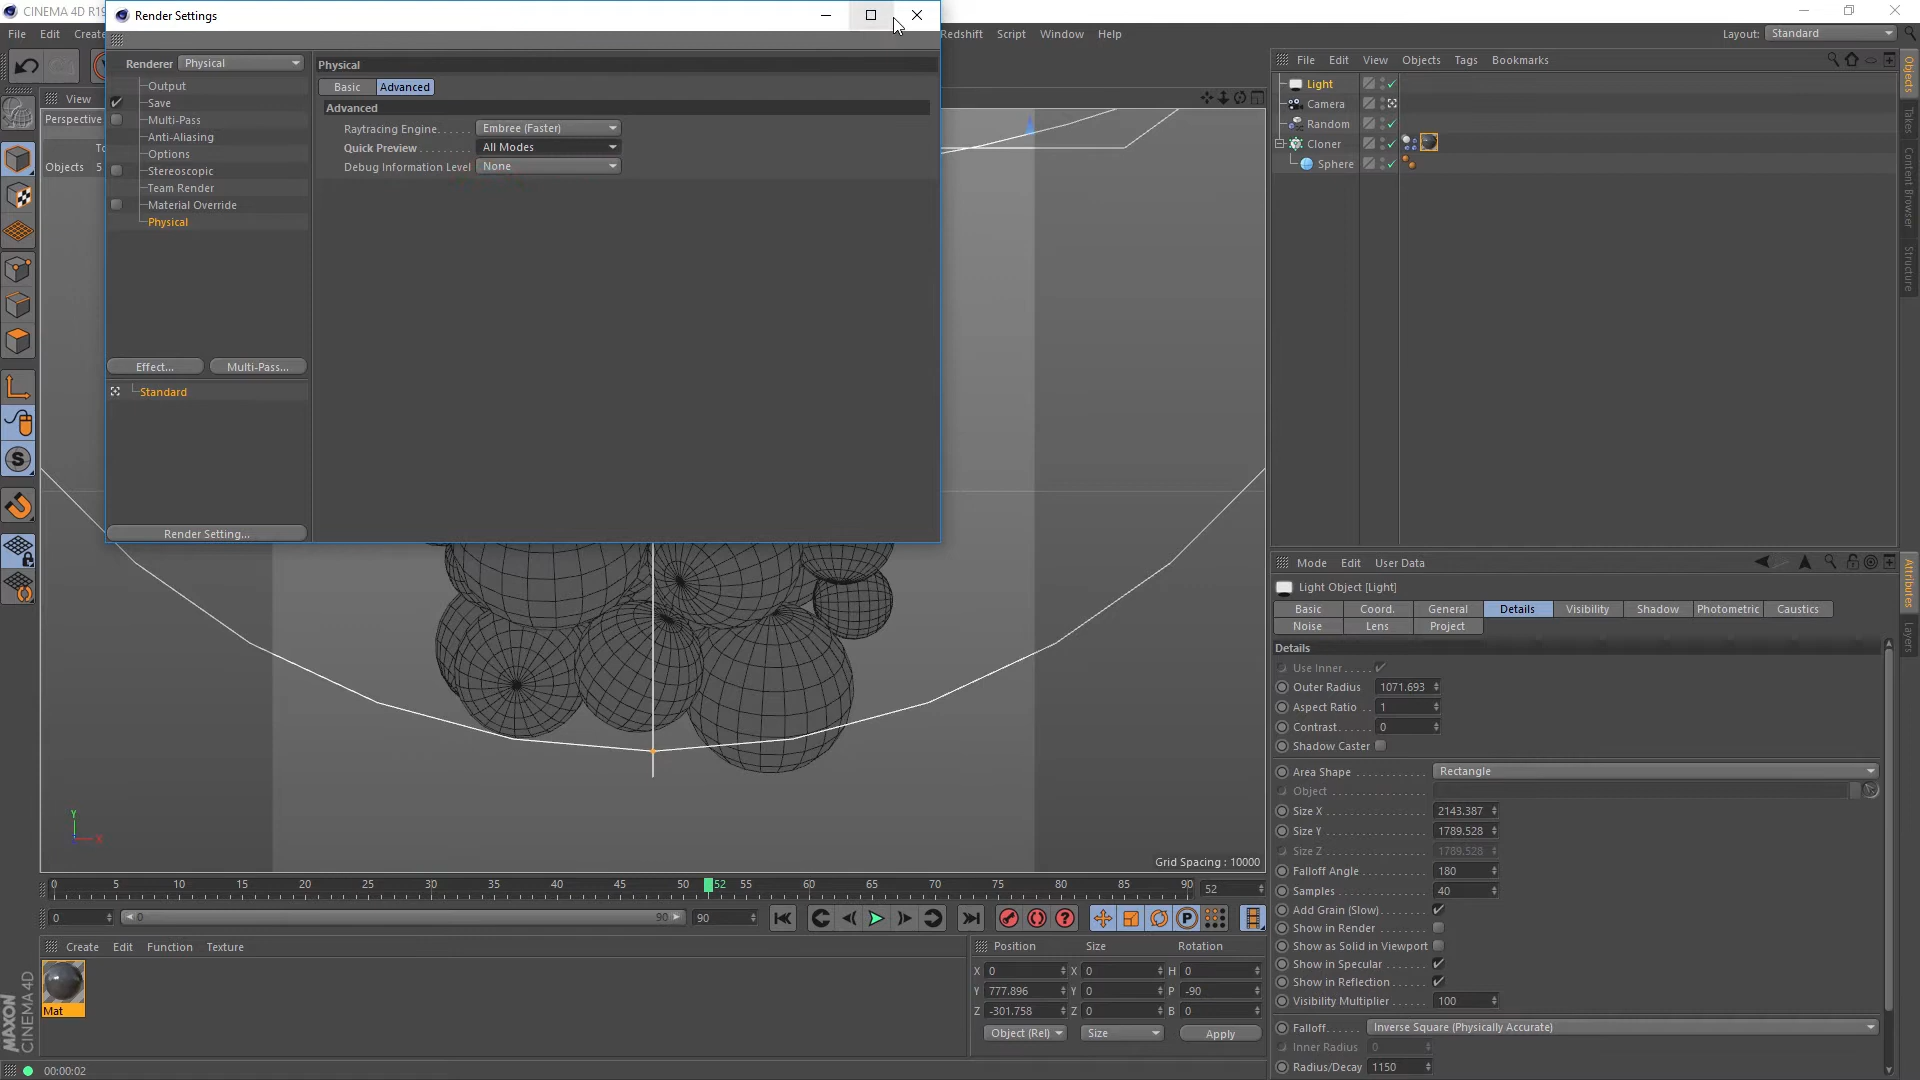 CINEMA 4D R19
Render Settings
File Edit Create
Redshift Script Window Help
Layout: Standard
Renderer Physical
Output
Save
Multi-Pass
Anti-Aliasing
Options
Stereoscopic
Team Render
Material Override
Physical
Effect... Multi-Pass...
Standard
Render Setting...
Physical
Basic Advanced
Advanced
Raytracing Engine...... Embree (Faster)
Quick Preview......... All Modes
Debug Information Level None
View
Perspective
Objects 5
Grid Spacing : 10000
Y
X
File Edit View Objects Tags Bookmarks
Light
Camera
Random
Cloner
Sphere
Objects
Takes
Content Browser
Structure
Mode Edit User Data
Light Object [Light]
Basic Coord. General Details Visibility Shadow Photometric Caustics
Noise Lens Project
Details
Use Inner.....
Outer Radius 1071.693
Aspect Ratio .. 1
Contrast..... 0
Shadow Caster
Area Shape ........... Rectangle
Object ...............
Size X ............... 2143.387
Size Y ............... 1789.528
Size Z ............... 1789.528
Falloff Angle ........ 180
Samples .............. 40
Add Grain (Slow).....
Show in Render .......
Show as Solid in Viewport
Show in Specular .......
Show in Reflection .....
Visibility Multiplier ..... 100
Falloff...... Inverse Square (Physically Accurate)
Inner Radius 0
Radius/Decay 1150
Attributes
Layers
0 5 10 15 20 25 30 35 40 45 50 52 55 60 65 70 75 80 85 90 52
0 0 90 90
Create Edit Function Texture
Mat
Position Size Rotation
X 0 X 0 H 0
Y 777.896 Y 0 P -90
Z -301.758 Z 0 B 0
Object (Rel) Size Apply
MAXON
CINEMA 4D
00:00:02